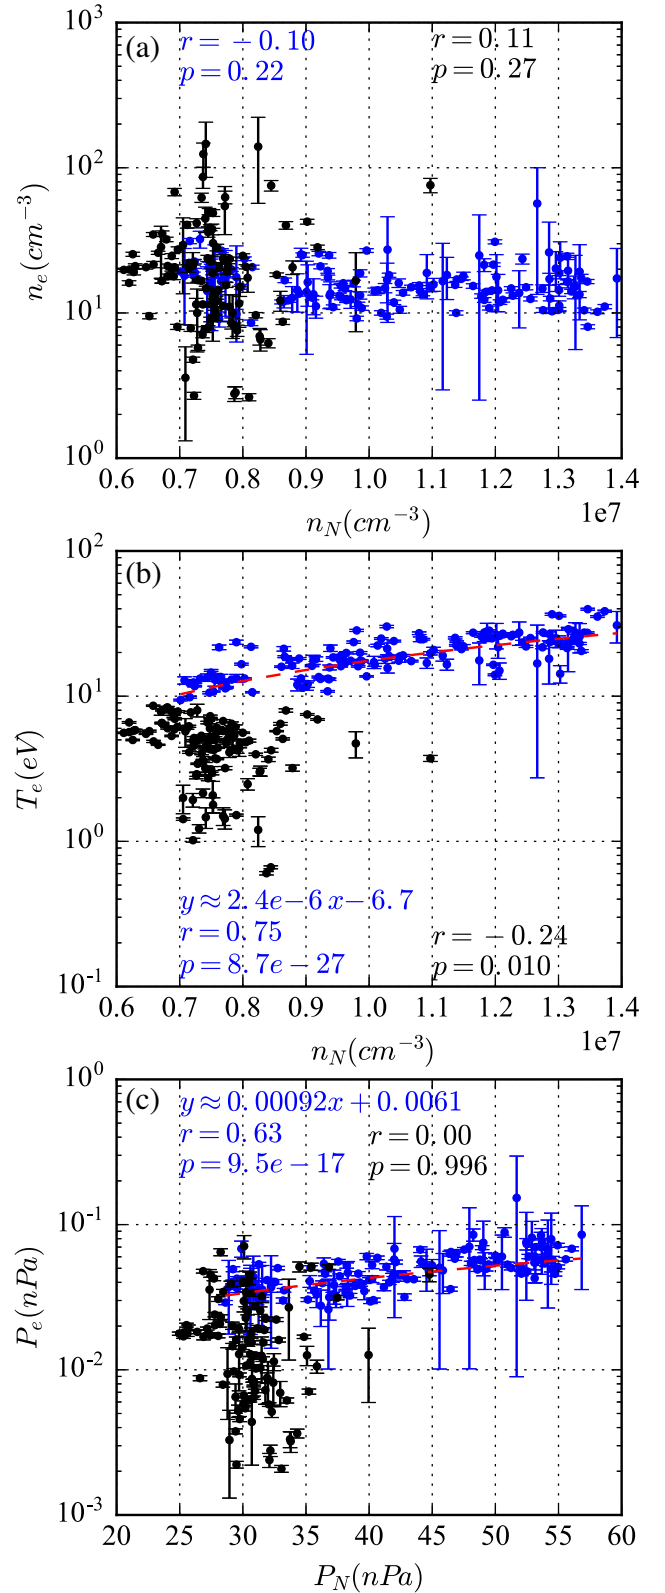 10^3
(a)
r = −0.10
p = 0.22
r = 0.11
p = 0.27
10^2
10^1
10^0
n_e(cm^{−3})
0.6 0.7 0.8 0.9 1.0 1.1 1.2 1.3 1.4
1e7
n_N(cm^{−3})
10^2
(b)
10^1
10^0
10^{-1}
T_e(eV)
y ≈ 2.4e−6x−6.7
r = 0.75
p = 8.7e−27
r = −0.24
p = 0.010
0.6 0.7 0.8 0.9 1.0 1.1 1.2 1.3 1.4
1e7
n_N(cm^{−3})
10^0
(c)
y ≈ 0.00092x + 0.0061
r = 0.63
p = 9.5e−17
r = 0.00
p = 0.996
10^{-1}
10^{-2}
10^{-3}
P_e(nPa)
20 25 30 35 40 45 50 55 60
P_N(nPa)